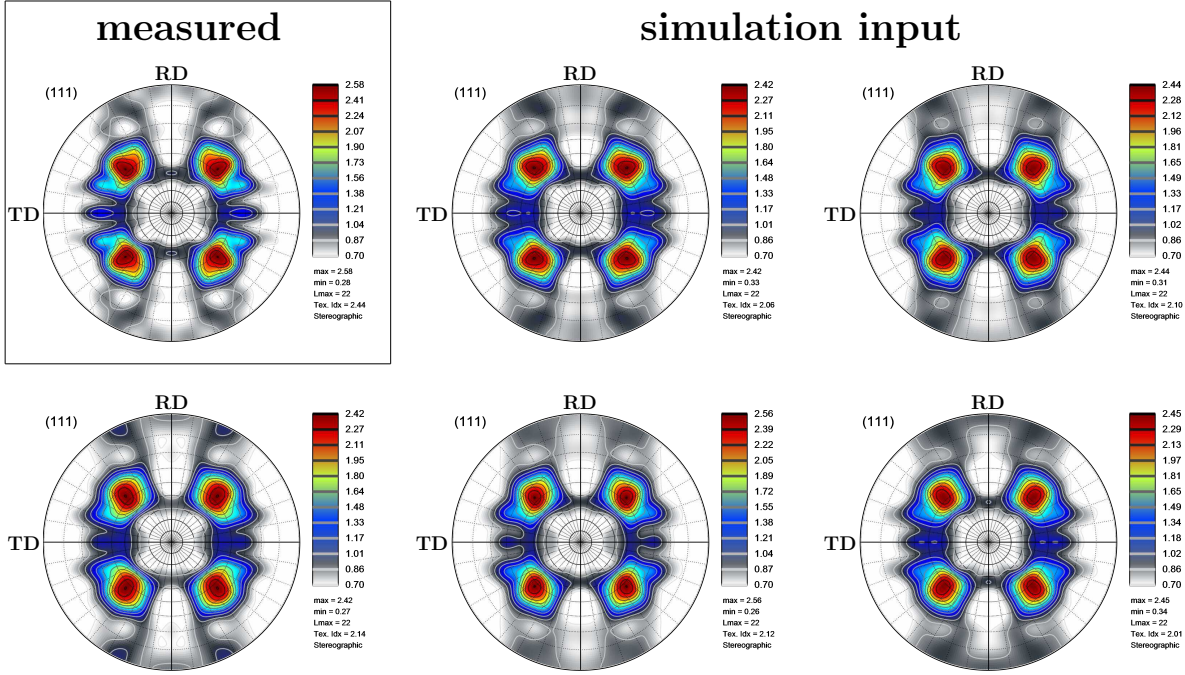 measured
simulation input
RD
(111)
TD
2.58
2.41
2.24
2.07
1.90
1.73
1.56
1.38
1.21
1.04
0.87
0.70
max = 2.58
min = 0.28
Lmax = 22
Tex. Idx = 2.44
Stereographic
RD
(111)
TD
2.42
2.27
2.11
1.95
1.80
1.64
1.48
1.33
1.17
1.01
0.86
0.70
max = 2.42
min = 0.33
Lmax = 22
Tex. Idx = 2.06
Stereographic
RD
(111)
TD
2.44
2.28
2.12
1.96
1.81
1.65
1.49
1.33
1.17
1.02
0.86
0.70
max = 2.44
min = 0.31
Lmax = 22
Tex. Idx = 2.10
Stereographic
RD
(111)
TD
2.42
2.27
2.11
1.95
1.80
1.64
1.48
1.33
1.17
1.01
0.86
0.70
max = 2.42
min = 0.27
Lmax = 22
Tex. Idx = 2.14
Stereographic
RD
(111)
TD
2.56
2.39
2.22
2.05
1.89
1.72
1.55
1.38
1.21
1.04
0.87
0.70
max = 2.56
min = 0.26
Lmax = 22
Tex. Idx = 2.12
Stereographic
RD
(111)
TD
2.45
2.29
2.13
1.97
1.81
1.65
1.49
1.34
1.18
1.02
0.86
0.70
max = 2.45
min = 0.34
Lmax = 22
Tex. Idx = 2.01
Stereographic